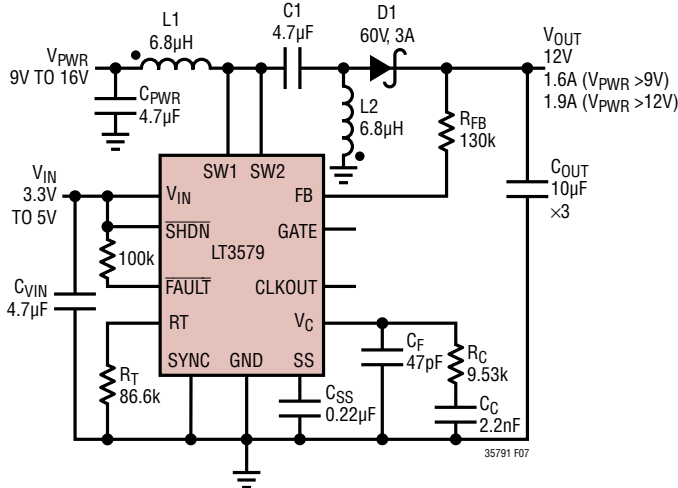 L1
6.8µH
C1
4.7µF
D1
60V, 3A
VPWR
9V TO 16V
CPWR
4.7µF
L2
6.8µH
RFB
130k
VOUT
12V
1.6A (VPWR >9V)
1.9A (VPWR >12V)
COUT
10µF
×3
VIN
3.3V
TO 5V
SW1 SW2
VIN
FB
SHDN
GATE
LT3579
100k
FAULT
CLKOUT
CVIN
4.7µF
RT
VC
SYNC GND SS
RT
86.6k
CSS
0.22µF
CF
47pF
RC
9.53k
CC
2.2nF
35791 F07